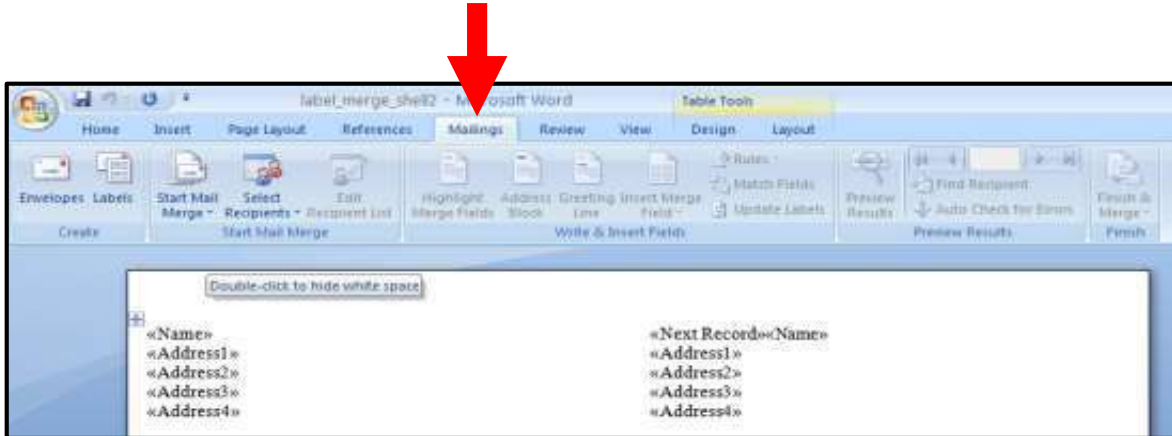 label_merge_shell2 - Microsoft Word Table Tools
Home Insert Page Layout References Mailings Review View Design Layout
Envelopes Labels Start Mail Merge Select Recipients Edit Recipient List Highlight Merge Fields Address Block Greeting Line Insert Merge Field Rules Match Fields Update Labels Preview Results Find Recipient Auto Check for Errors Finish & Merge
Create Start Mail Merge Write & Insert Fields Preview Results Finish
Double-click to hide white space
«Name» «Next Record»«Name»
«Address1» «Address1»
«Address2» «Address2»
«Address3» «Address3»
«Address4» «Address4»